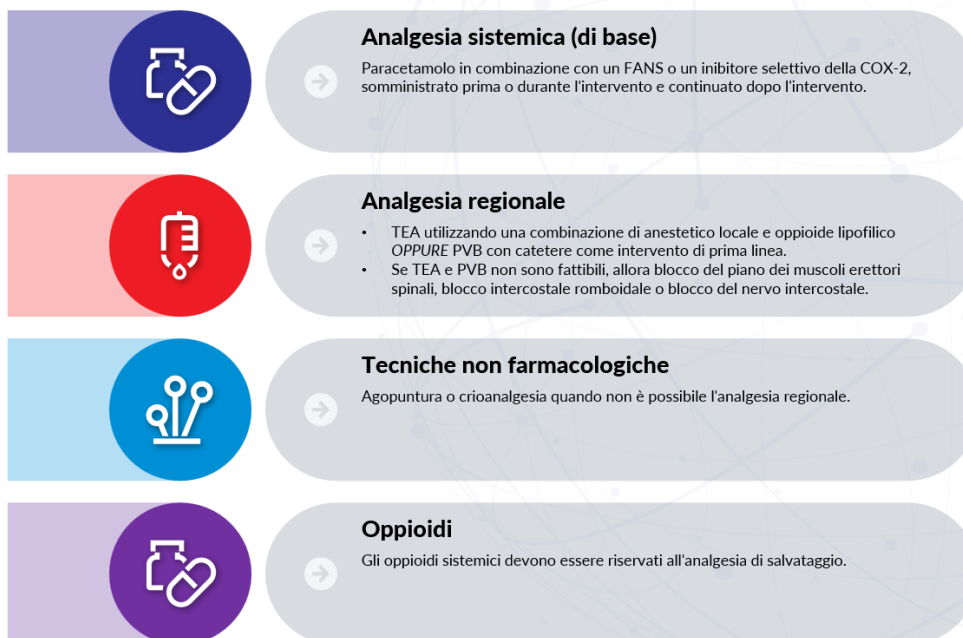 Analgesia sistemica (di base)
Paracetamolo in combinazione con un FANS o un inibitore selettivo della COX-2,
somministrato prima o durante l'intervento e continuato dopo l'intervento.
Analgesia regionale
• TEA utilizzando una combinazione di anestetico locale e oppioide lipofilico
OPPURE PVB con catetere come intervento di prima linea.
• Se TEA e PVB non sono fattibili, allora blocco del piano dei muscoli erettori
spinali, blocco intercostale romboidale o blocco del nervo intercostale.
Tecniche non farmacologiche
Agopuntura o crioanalgesia quando non è possibile l'analgesia regionale.
Oppioidi
Gli oppioidi sistemici devono essere riservati all'analgesia di salvataggio.